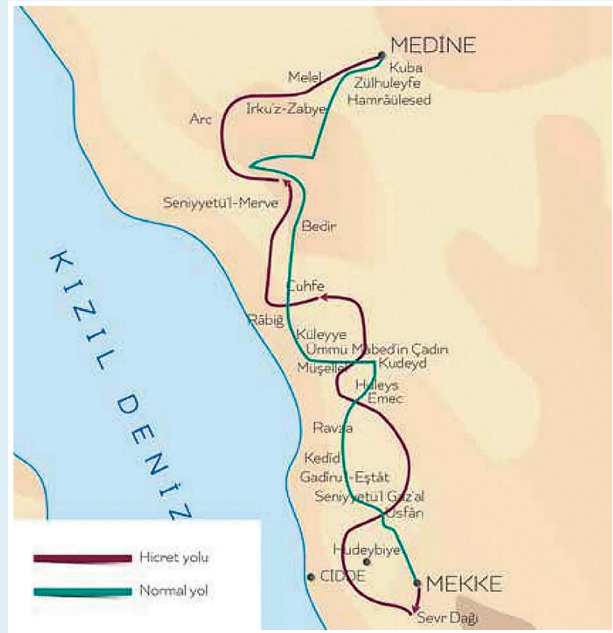 MEDİNE
Kuba
Melel
Zülhuleyfe
Hamrâülesed
Irku'z-Zabye
Arc
Seniyyetü'l-Merve
Bedir
KIZIL DENİZ
Cuhfe
Râbiğ
Küleyye
Ümmü Mabed'in Çadırı
Müşellel
Kudeyd
Huleys
Emec
Ravza
Kedîd
Gadîru'l-Eştât
Seniyyetü'l Gaz'al
Usfân
Hudeybiye
CİDDE
MEKKE
Sevr Dağı
Hicret yolu
Normal yol